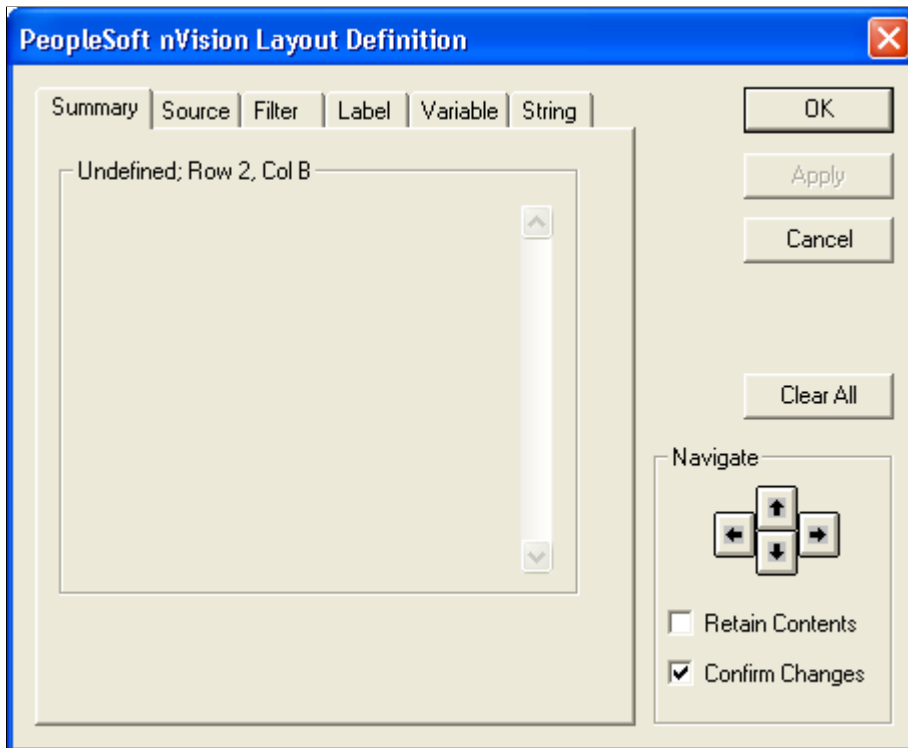 PeopleSoft nVision Layout Definition
Summary Source Filter Label Variable String
Undefined; Row 2, Col B
OK
Apply
Cancel
Clear All
Navigate
Retain Contents
Confirm Changes